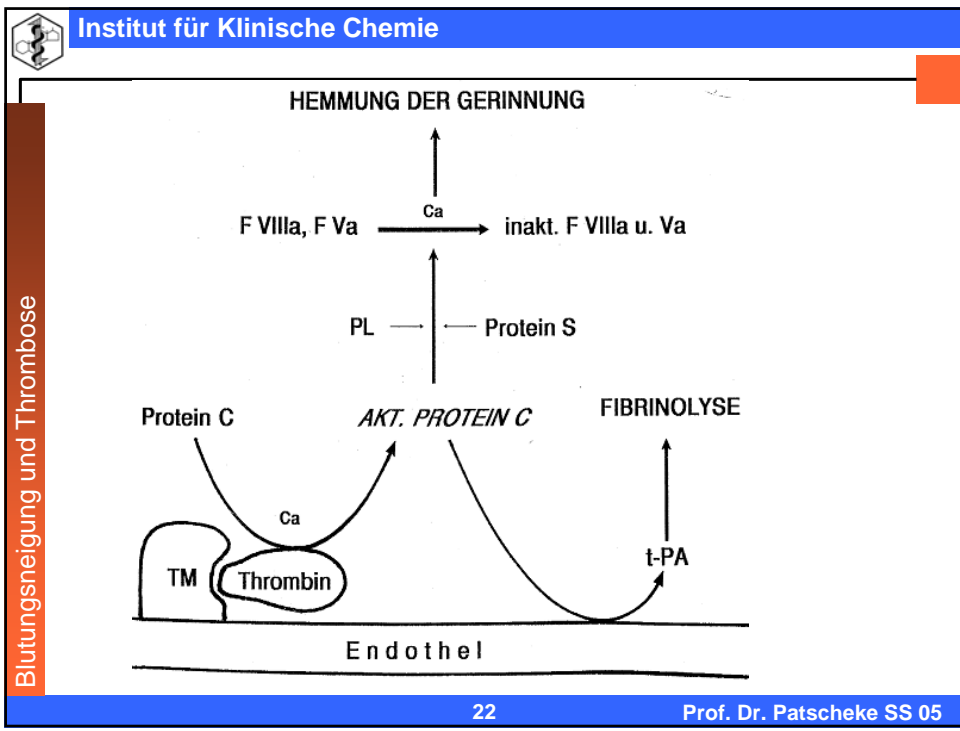 Institut für Klinische Chemie
Blutungsneigung und Thrombose
HEMMUNG DER GERINNUNG
Ca
F VIIIa, F Va inakt. F VIIIa u. Va
PL Protein S
Protein C AKT. PROTEIN C FIBRINOLYSE
Ca
t-PA
TM Thrombin
Endothel
22 Prof. Dr. Patscheke SS 05